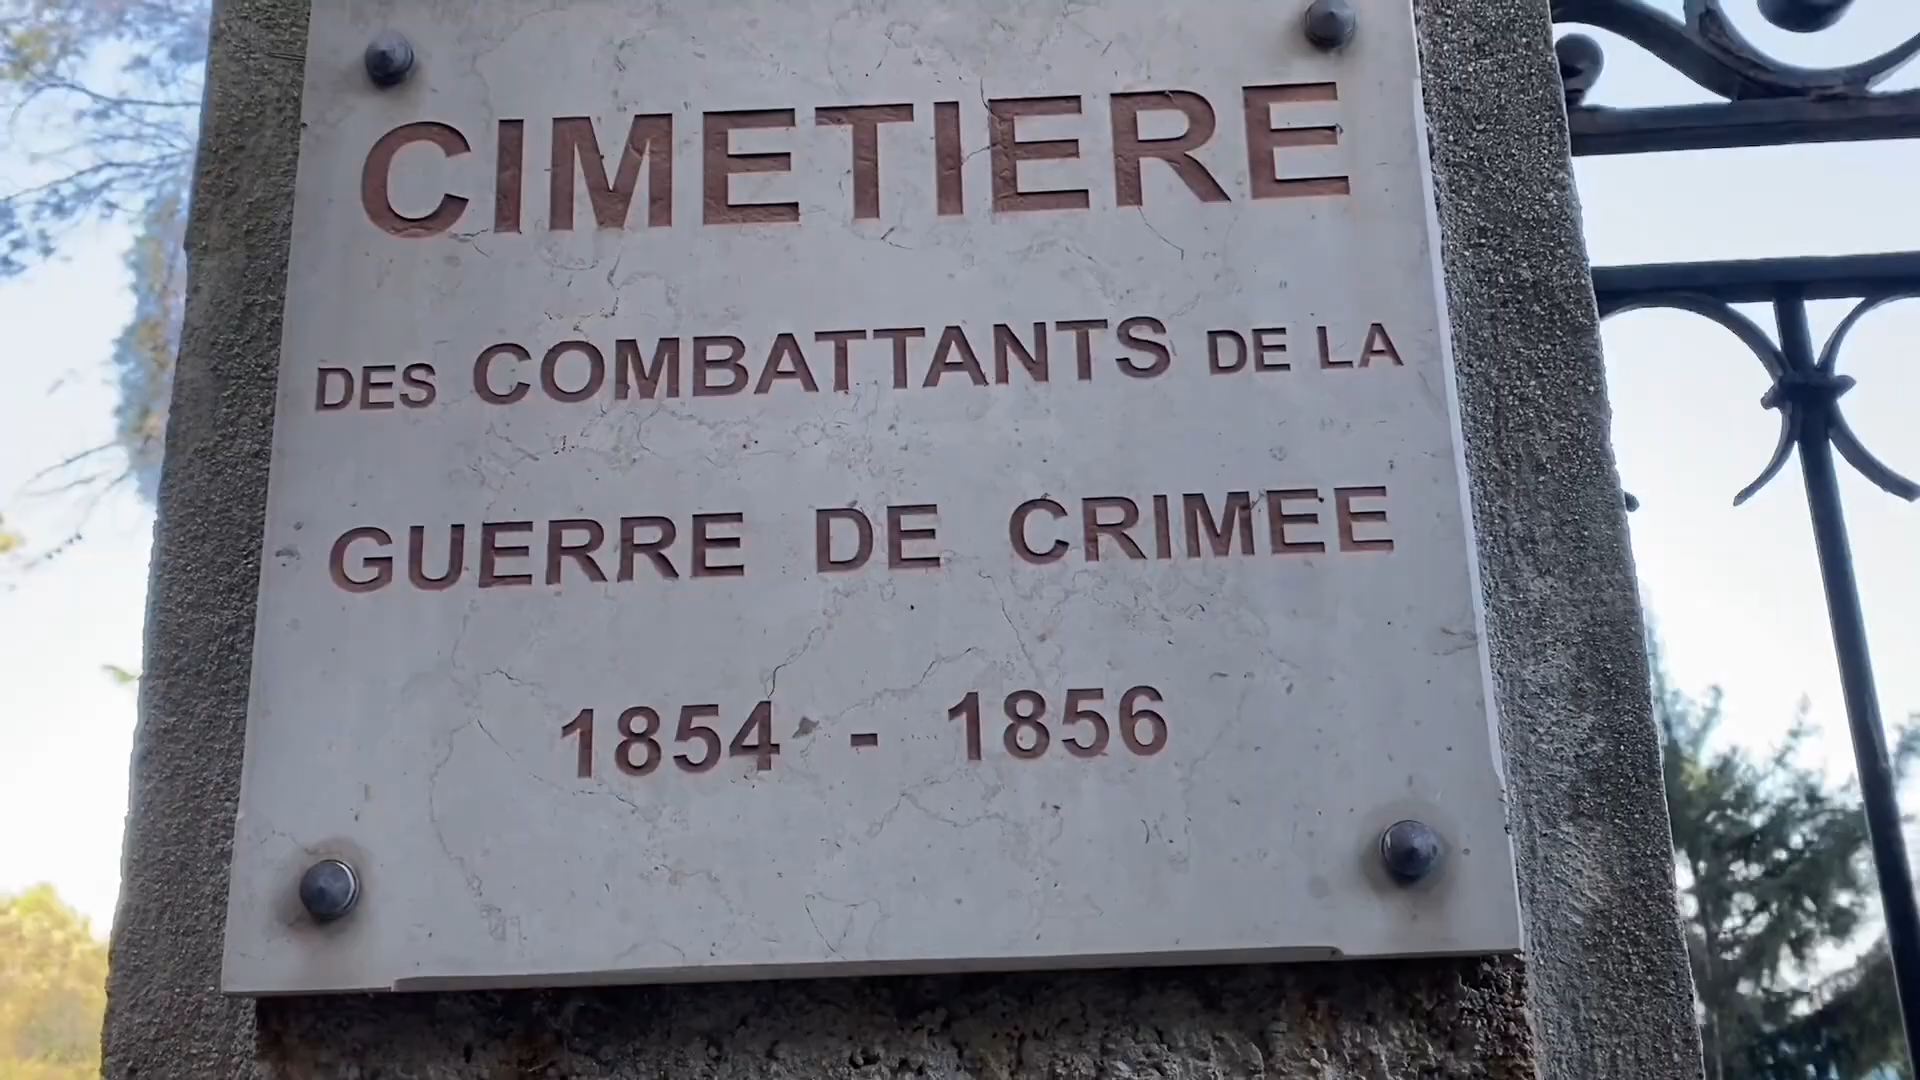 CIMETIERE
DES COMBATTANTS DE LA
GUERRE DE CRIMEE
1854 - 1856